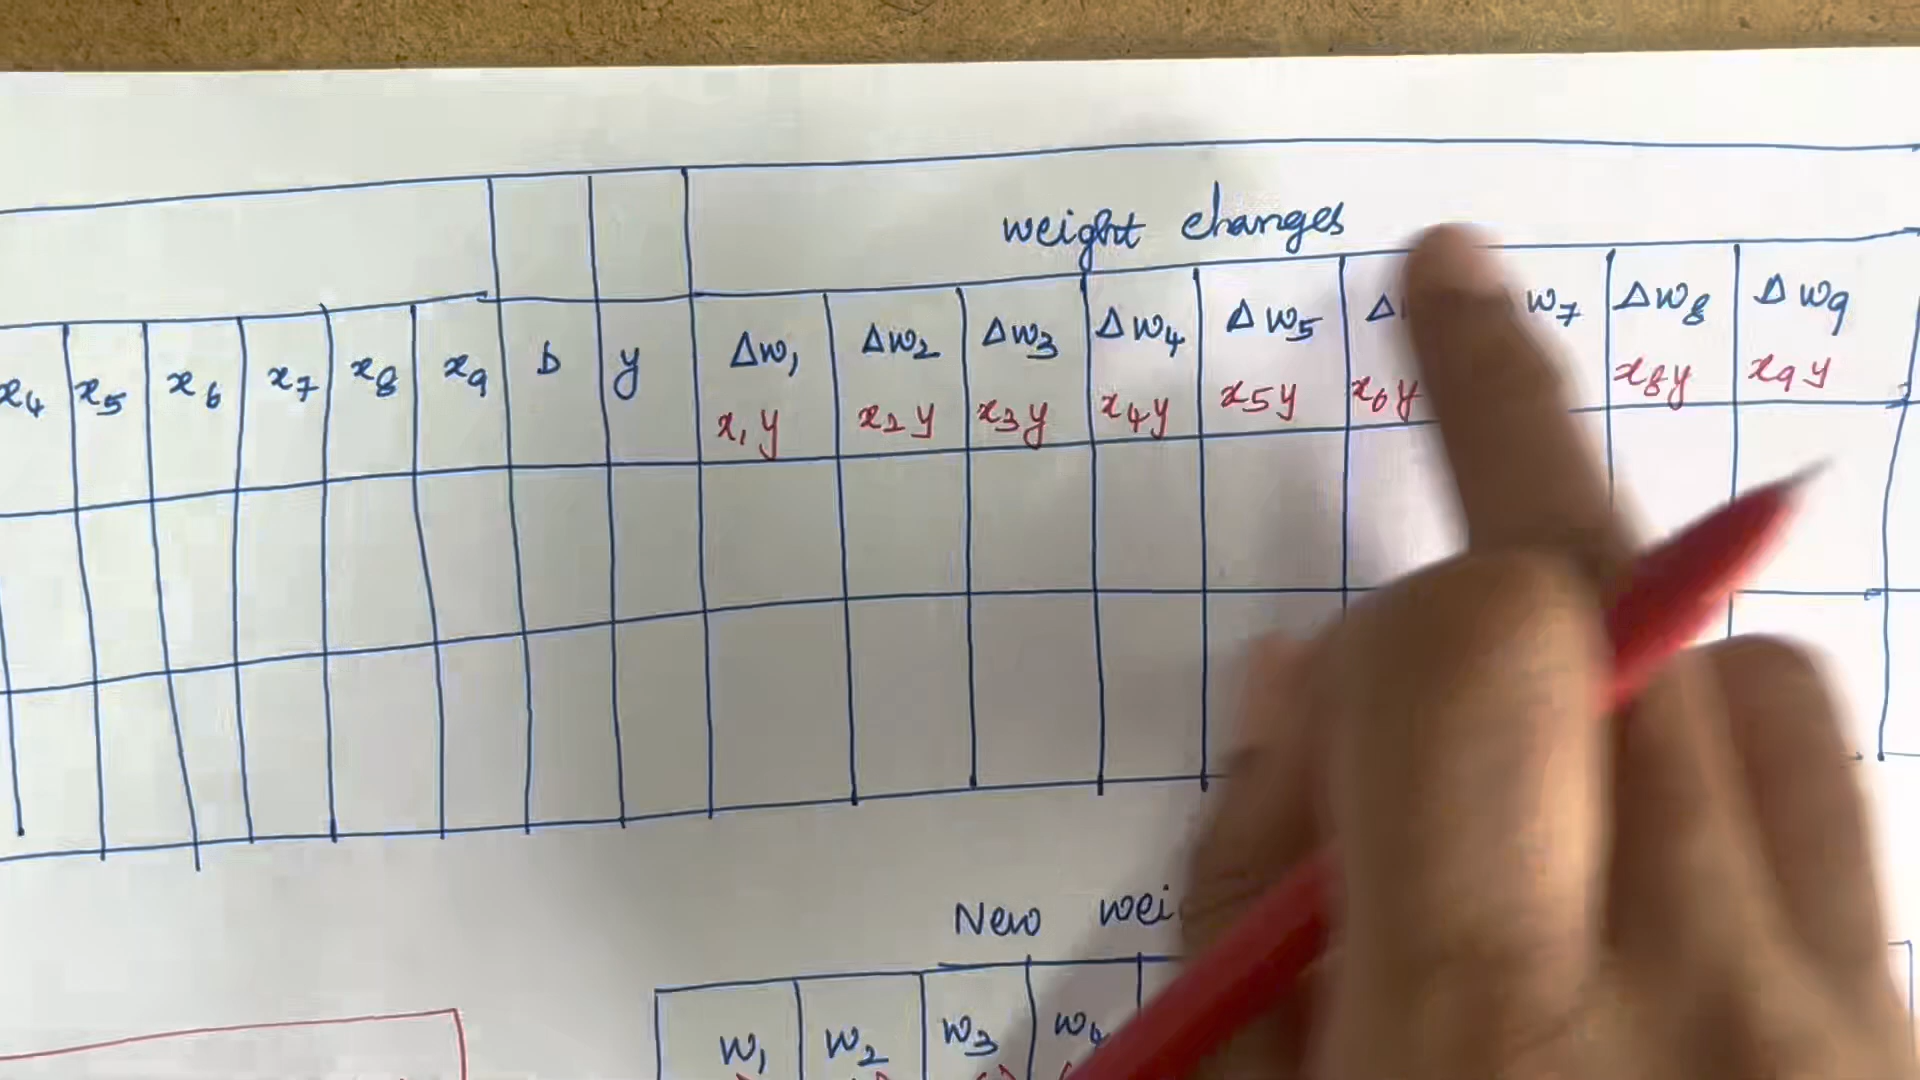 weight changes
x4 x5 x6 x7 x8 x9 b y Δw1 Δw2 Δw3 Δw4 Δw5 Δ w7 Δw8 Δw9
x1y x2y x3y x4y x5y x6y x8y x9y
New
w1 w2 w3 w4